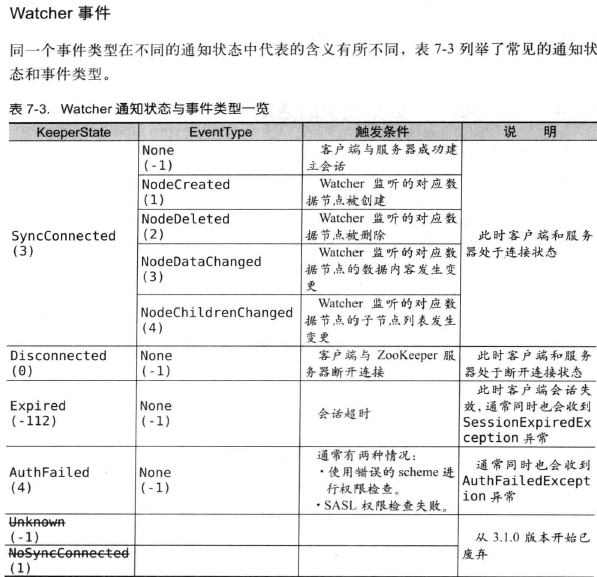 Watcher 事件
同一个事件类型在不同的通知状态中代表的含义有所不同，表 7-3 列举了常见的通知状
态和事件类型。
表 7-3. Watcher 通知状态与事件类型一览
KeeperState EventType 触发条件 说 明
SyncConnected
(3)
None
(-1)
客户端与服务器成功建
立会话
NodeCreated
(1)
Watcher 监听的对应数
据节点被创建
NodeDeleted
(2)
Watcher 监听的对应数
据节点被删除
NodeDataChanged
(3)
Watcher 监听的对应数
据节点的数据内容发生变
更
NodeChildrenChanged
(4)
Watcher 监听的对应数
据节点的子节点列表发生
变更
此时客户端和服务
器处于连接状态
Disconnected
(0)
None
(-1)
客户端与 ZooKeeper 服
务器断开连接
此时客户端和服务
器处于断开连接状态
Expired
(-112)
None
(-1)
会话超时
此时客户端会话失
效，通常同时也会收到
SessionExpiredEx
ception 异常
AuthFailed
(4)
None
(-1)
通常有两种情况：
·使用错误的 scheme 进
行权限检查。
·SASL 权限检查失败。
通常同时也会收到
AuthFailedExcept
ion 异常
Unknown
(-1)
NoSyncConnected
(1)
从 3.1.0 版本开始已
废弃